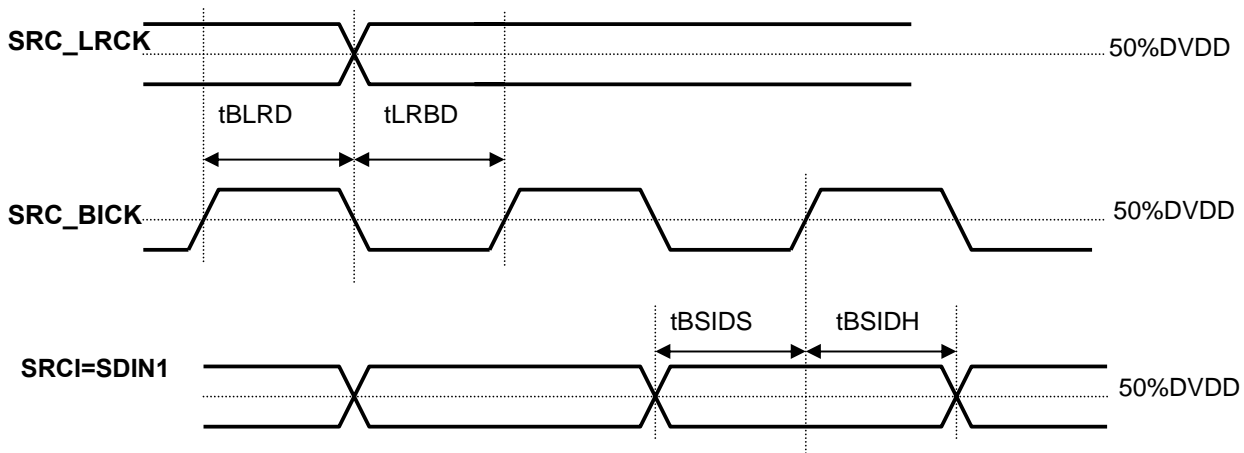 SRC_LRCK
50%DVDD
tBLRD tLRBD
SRC_BICK
50%DVDD
tBSIDS tBSIDH
SRCI=SDIN1
50%DVDD